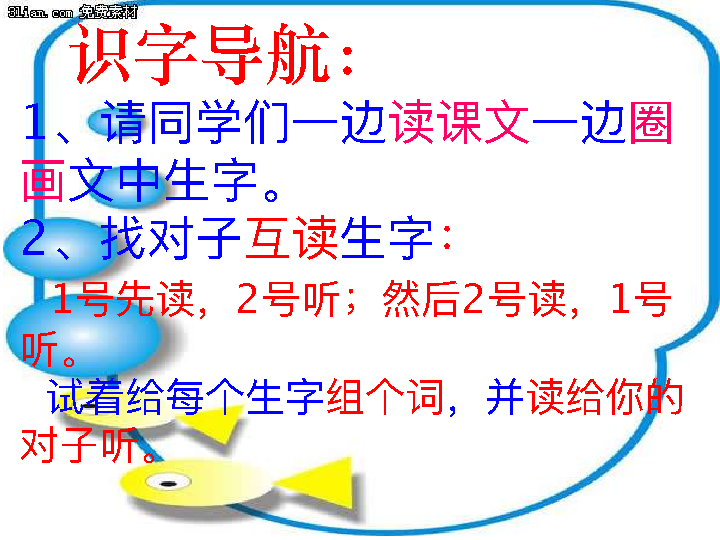 3lian.com 免费素材
识字导航：
1、请同学们一边读课文一边圈
画文中生字。
2、找对子互读生字：
1号先读，2号听；然后2号读，1号
听。
试着给每个生字组个词，并读给你的
对子听。